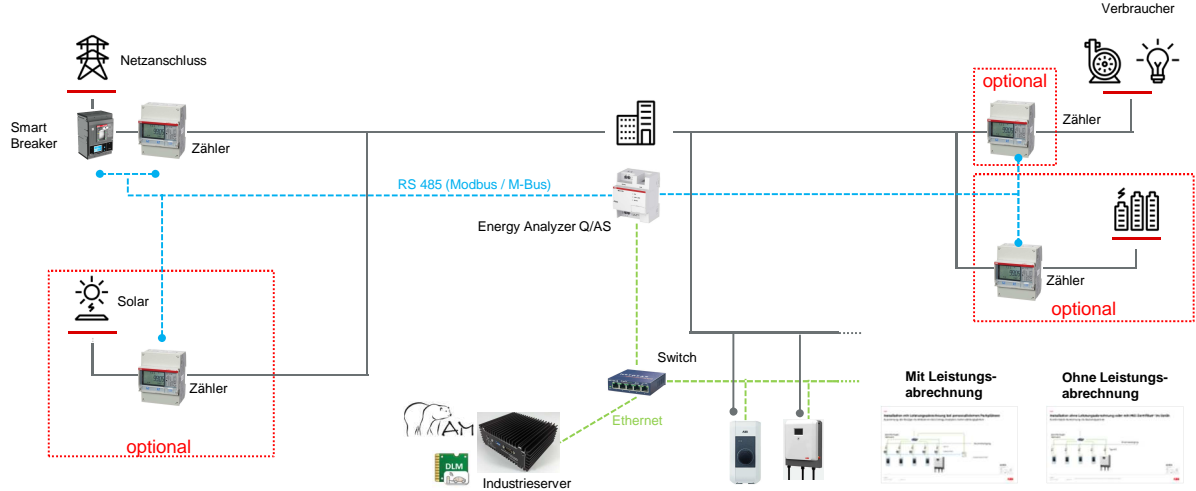 Verbraucher
Netzanschluss
optional
Smart
Breaker
Zähler
Zähler
RS 485 (Modbus / M-Bus)
Energy Analyzer Q/AS
Zähler
optional
Solar
Zähler
optional
Switch
Ethernet
AM
DLM
Industrieserver
Mit Leistungs-
abrechnung
Ohne Leistungs-
abrechnung